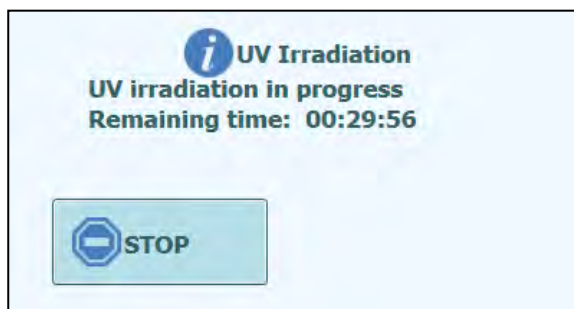 UV Irradiation
UV irradiation in progress
Remaining time: 00:29:56
STOP